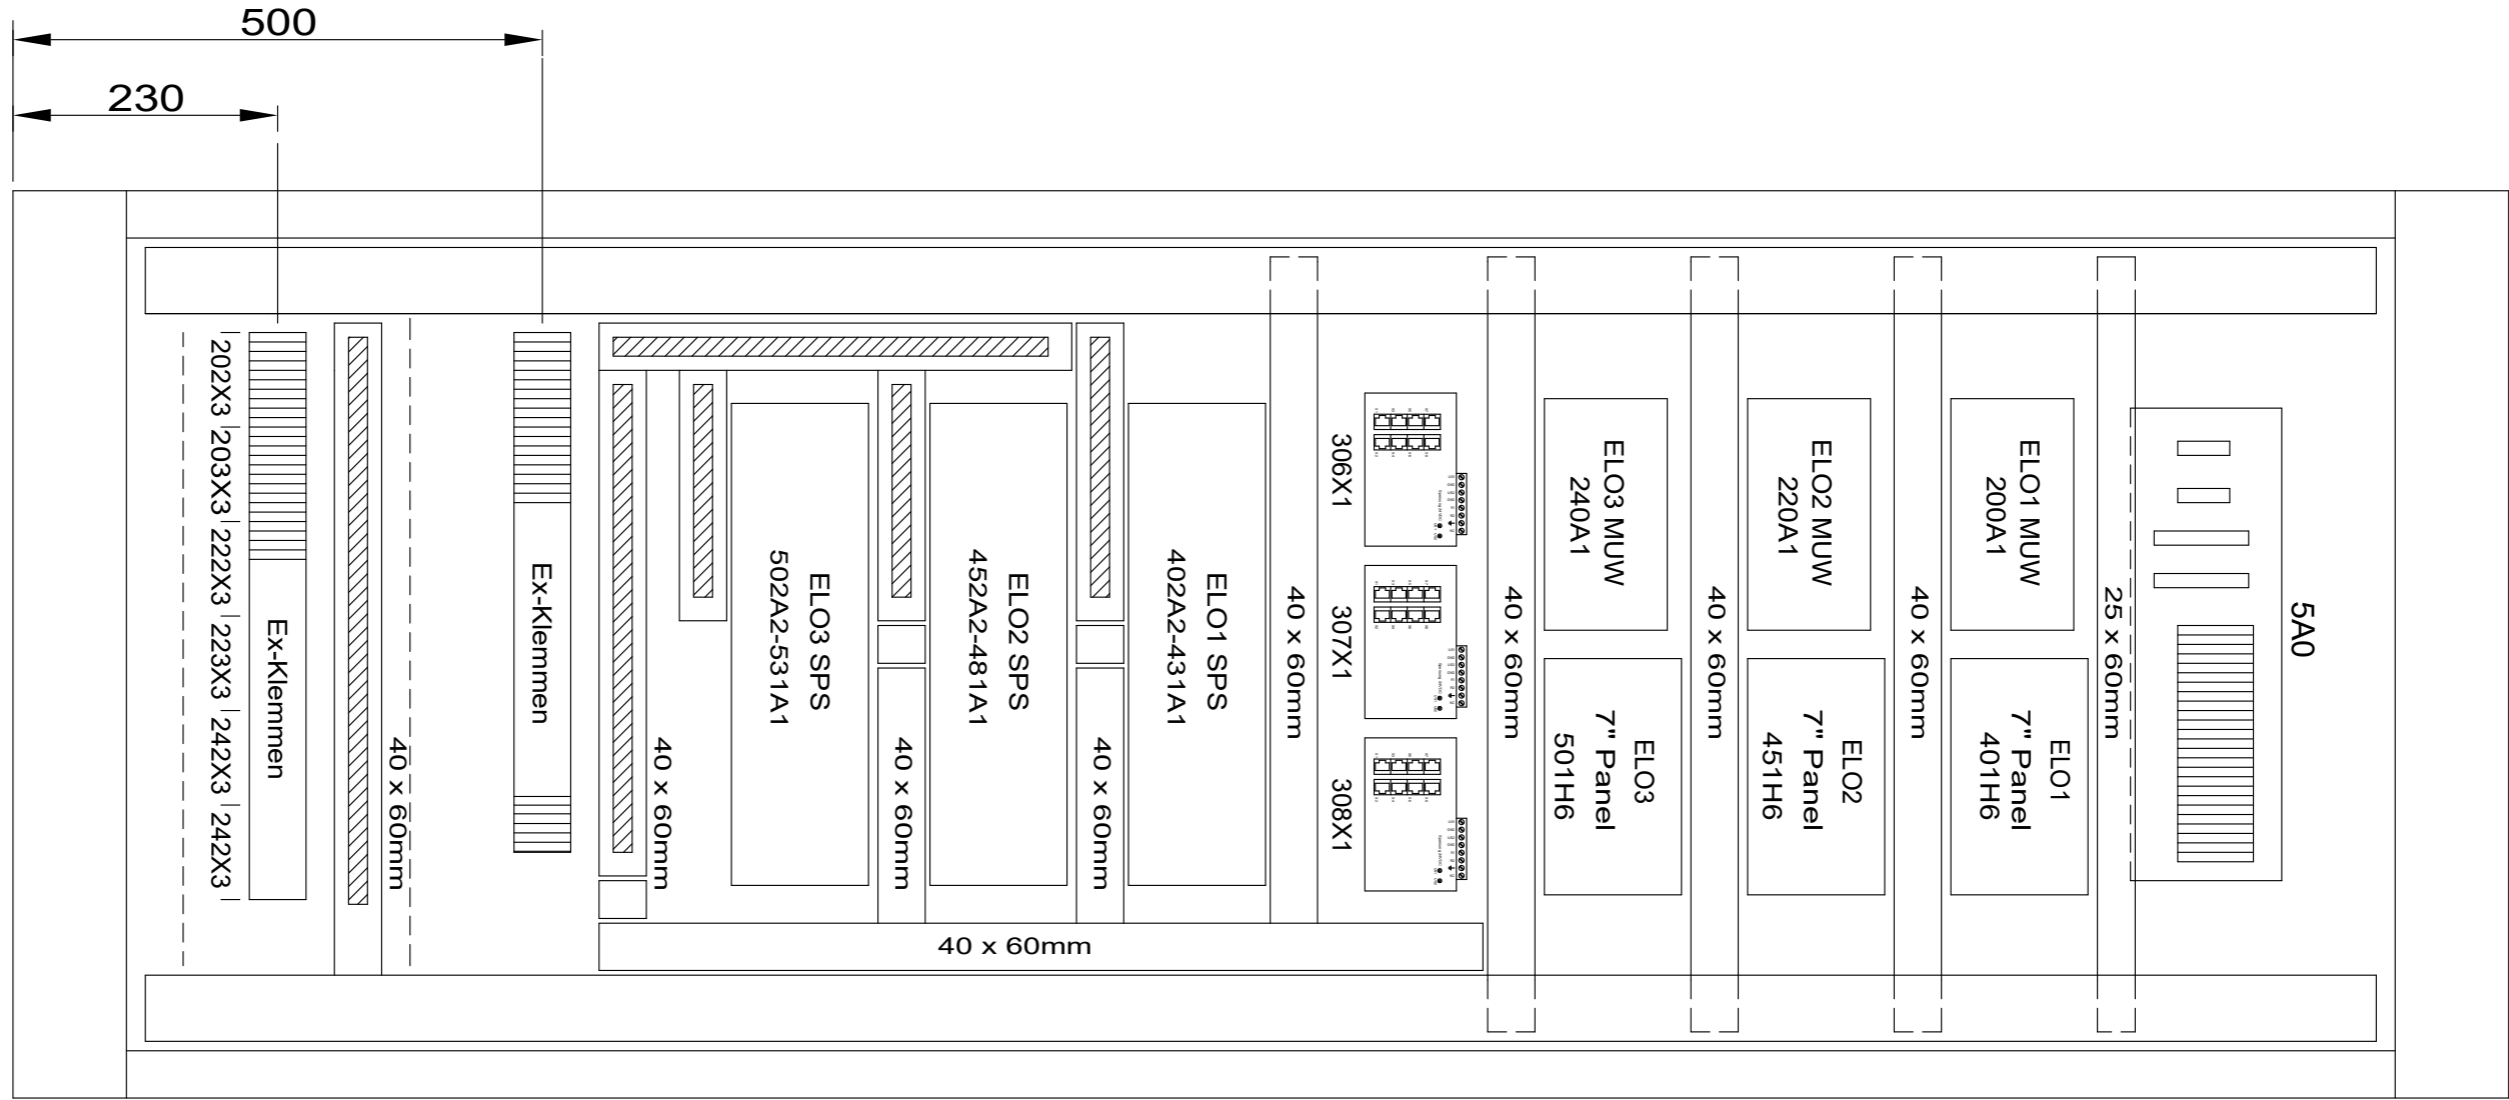 500
230
202X3
203X3
222X3
223X3
242X3
242X3
Ex-Klemmen
40 x 60mm
Ex-Klemmen
40 x 60mm
ELO3 SPS
502A2-531A1
40 x 60mm
ELO2 SPS
452A2-481A1
40 x 60mm
ELO1 SPS
402A2-431A1
40 x 60mm
40 x 60mm
306X1
307X1
308X1
40 x 60mm
ELO3 MUW
240A1
ELO3
7" Panel
501H6
40 x 60mm
ELO2 MUW
220A1
ELO2
7" Panel
451H6
40 x 60mm
ELO1 MUW
200A1
ELO1
7" Panel
401H6
25 x 60mm
5A0